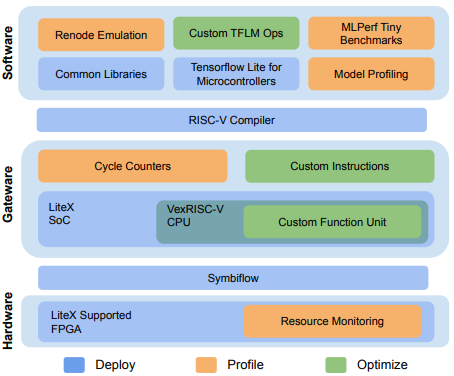 Software
Renode Emulation
Custom TFLM Ops
MLPerf Tiny
Benchmarks
Common Libraries
Tensorflow Lite for
Microcontrollers
Model Profiling
RISC-V Compiler
Gateware
Cycle Counters
Custom Instructions
LiteX
SoC
VexRISC-V
CPU
Custom Function Unit
Symbiflow
Hardware
LiteX Supported
FPGA
Resource Monitoring
Deploy
Profile
Optimize